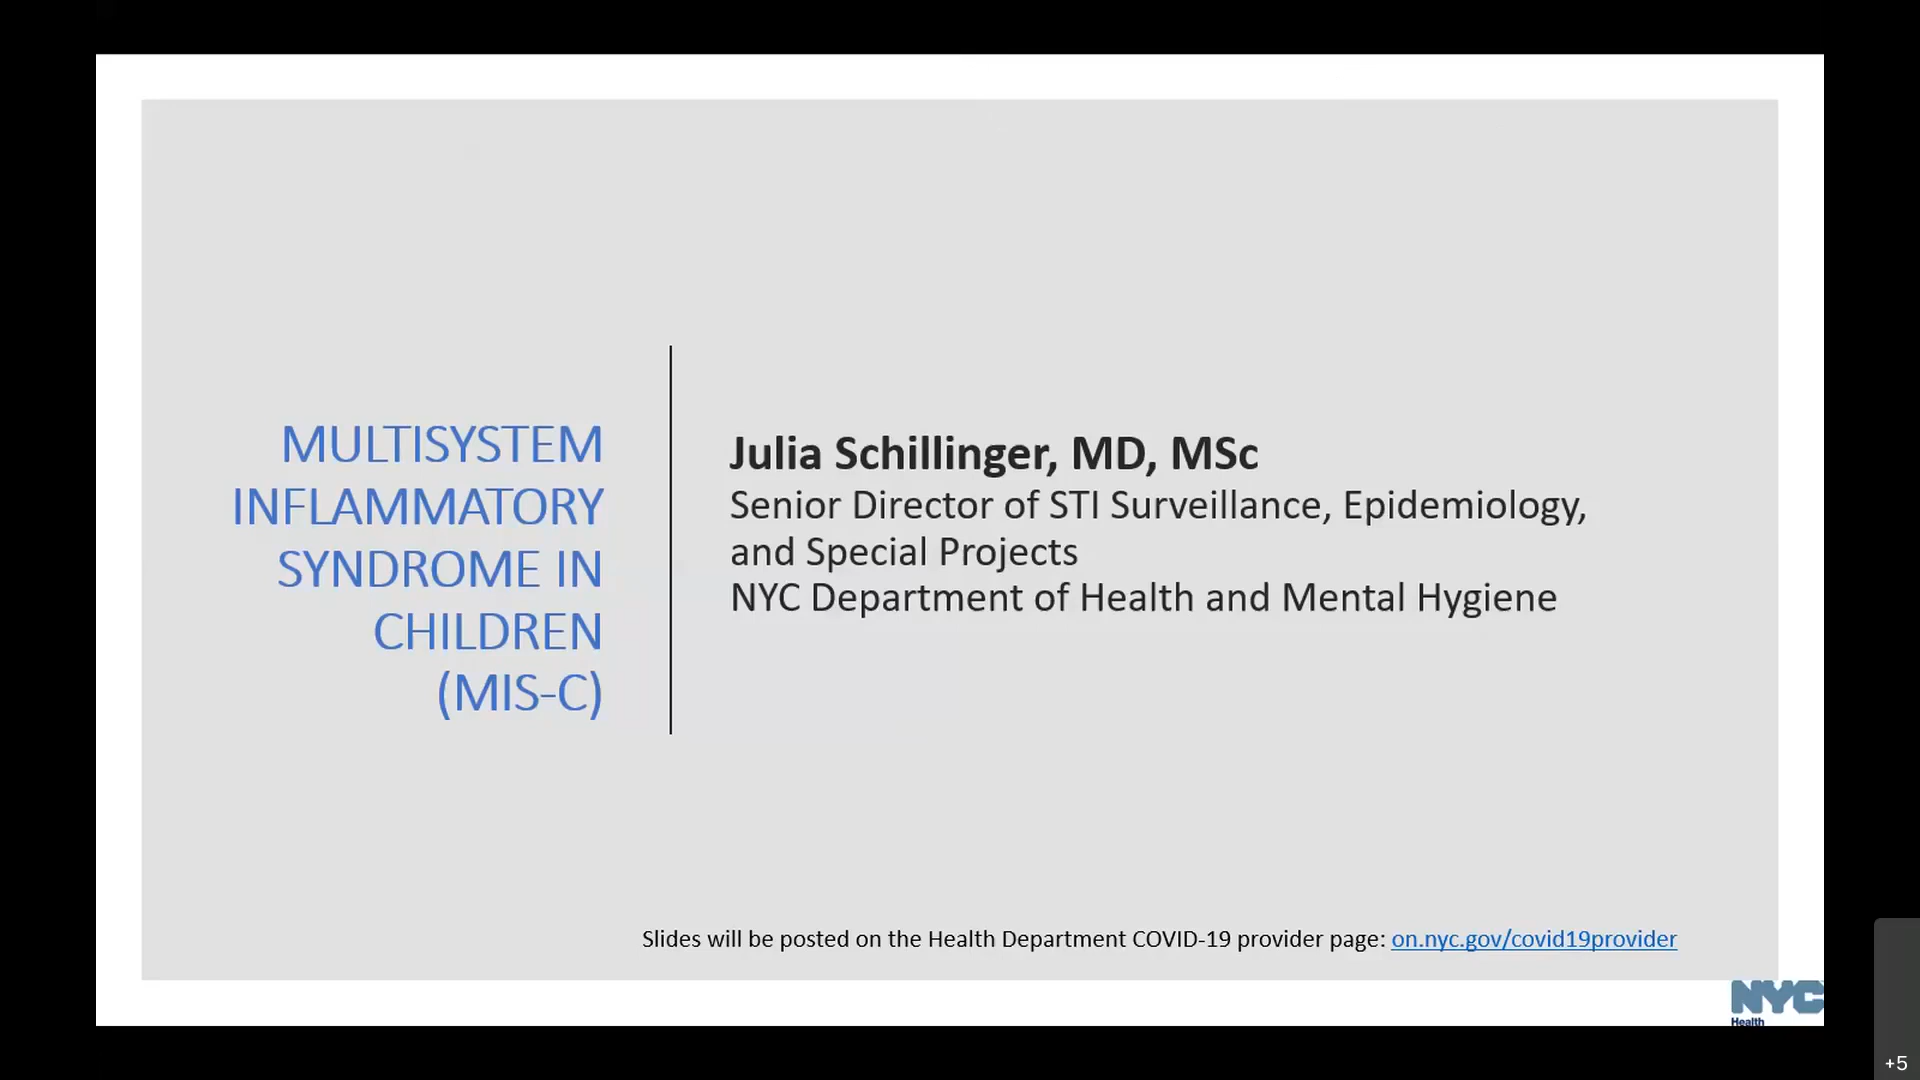 MULTISYSTEM
INFLAMMATORY
SYNDROME IN
CHILDREN
(MIS-C)
Julia Schillinger, MD, MSc
Senior Director of STI Surveillance, Epidemiology,
and Special Projects
NYC Department of Health and Mental Hygiene
Slides will be posted on the Health Department COVID-19 provider page: on.nyc.gov/covid19provider
NYC
Health
+5